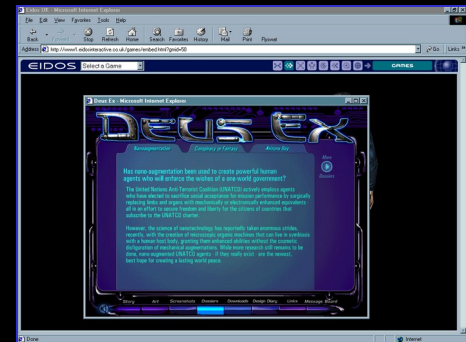 Eidos UK - Microsoft Internet Explorer
File Edit View Favorites Tools Help
Back Forward Stop Refresh Home Search Favorites History Mail Print Flyswat
Address http://www1.eidosinteractive.co.uk/games/embed.html?gmid=50 Go Links »
EIDOS Select a Game GAMES
Deus Ex - Microsoft Internet Explorer
DEUS EX
Nanoaugmentation Conspiracy or Fantasy Actions Bay
More
Dossiers
Has nano-augmentation been used to create powerful human
agents who will enforce the wishes of a one-world government?
The United Nations Anti-Terrorist Coalition (UNATCO) actively employs agents
who have elected to sacrifice social acceptance for mission performance by surgically
replacing limbs and organs with mechanically or electronically enhanced equivalents
all in an effort to secure freedom and liberty for the citizens of countries that
subscribe to the UNATCO charter.
However, the science of nanotechnology has reportedly taken enormous strides,
recently, with the creation of microscopic organic machines that can live in symbiosis
with a human host body, granting them enhanced abilities without the cosmetic
disfiguration of mechanical augmentations. While more research still remains to be
done, nano-augmented UNATCO agents, if they really exist, are the newest,
best hope for creating a lasting world peace.
Story Art Screenshots Dossiers Downloads Design Diary Links Message Board
Done Internet